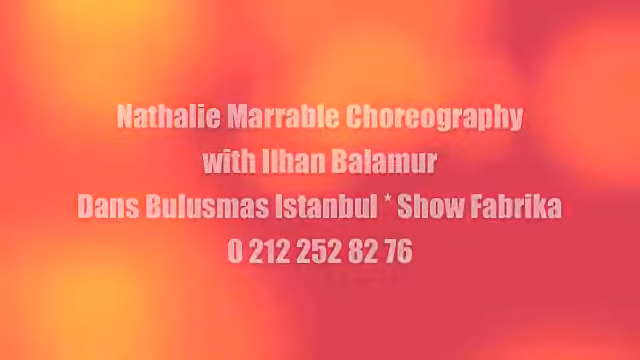 Nathalie Marrable Choreography
with Ilhan Balamur
Dans Bulusmas Istanbul * Show Fabrika
0 212 252 82 76